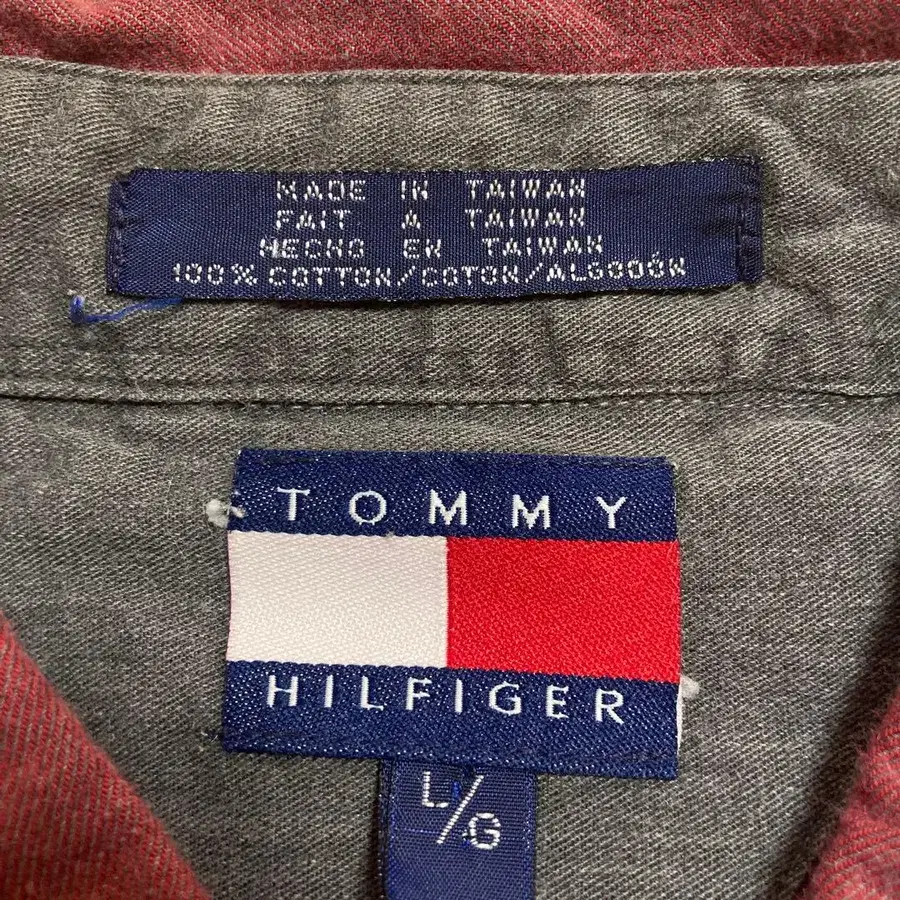 MADE IN TAIWAN
FAIT A TAIWAN
HECHO EN TAIWAN
100% COTTON/COTON/ALGODÓN
TOMMY
HILFIGER
L/G